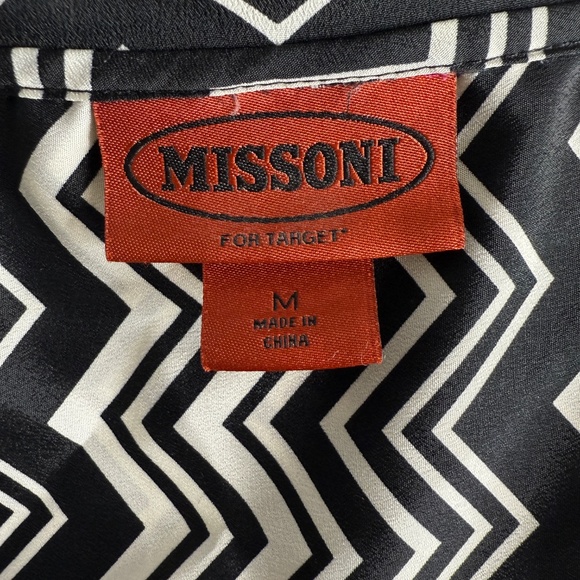 MISSONI
FOR TARGET*
M
MADE IN
CHINA